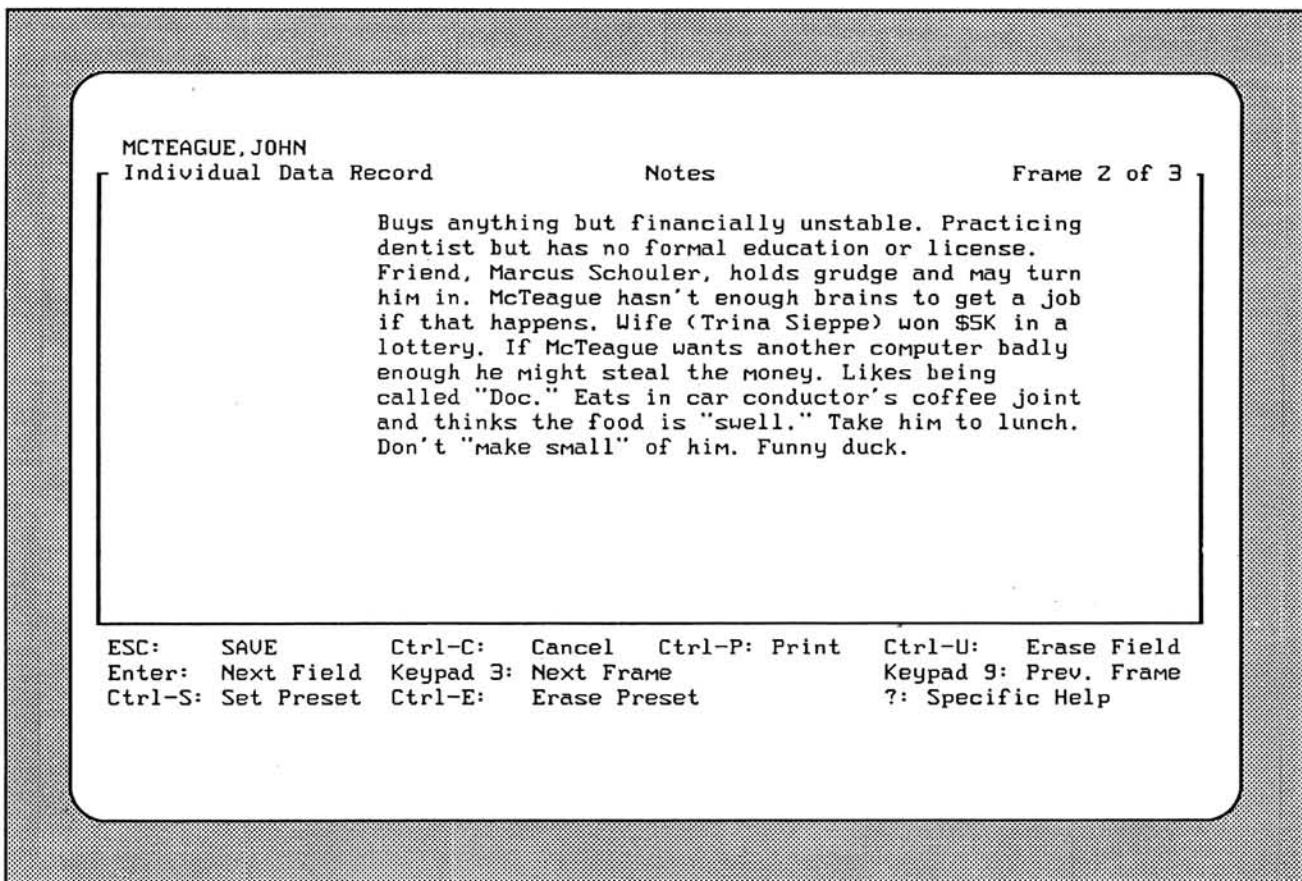 MCTEAGUE,JOHN
Individual Data Record Notes Frame 2 of 3
Buys anything but financially unstable. Practicing
dentist but has no formal education or license.
Friend, Marcus Schouler, holds grudge and may turn
him in. McTeague hasn't enough brains to get a job
if that happens. Wife (Trina Sieppe) won $5K in a
lottery. If McTeague wants another computer badly
enough he might steal the money. Likes being
called "Doc." Eats in car conductor's coffee joint
and thinks the food is "swell." Take him to lunch.
Don't "make small" of him. Funny duck.
ESC: SAVE Ctrl-C: Cancel Ctrl-P: Print Ctrl-U: Erase Field
Enter: Next Field Keypad 3: Next Frame Keypad 9: Prev. Frame
Ctrl-S: Set Preset Ctrl-E: Erase Preset ?: Specific Help